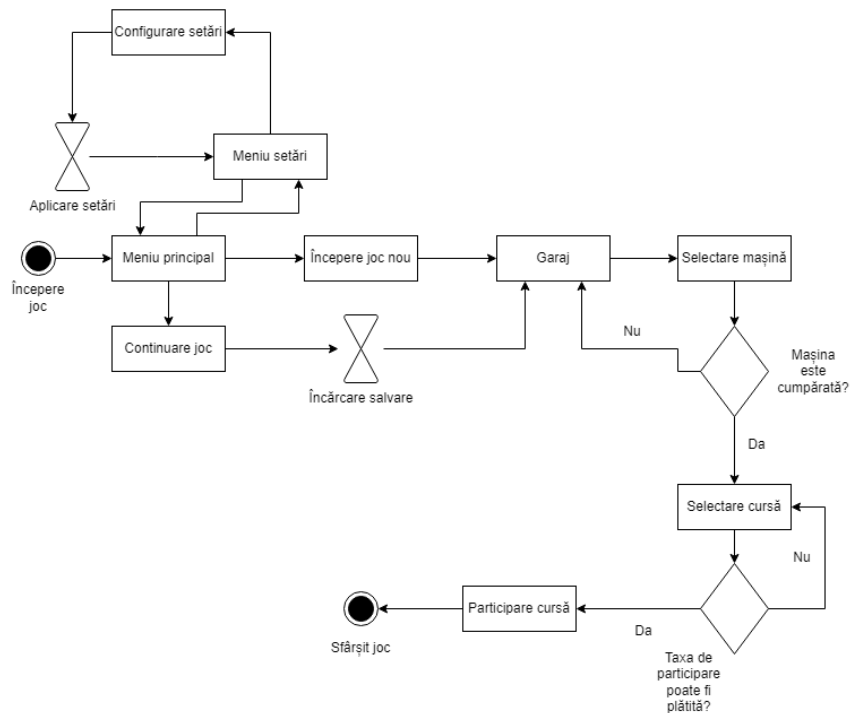 Configurare setări
Meniu setări
Aplicare setări
Începere
joc
Meniu principal
Începere joc nou
Garaj
Selectare mașină
Continuare joc
Încărcare salvare
Nu
Mașina
este
cumpărată?
Da
Selectare cursă
Nu
Participare cursă
Da
Sfârșit joc
Taxa de
participare
poate fi
plătită?